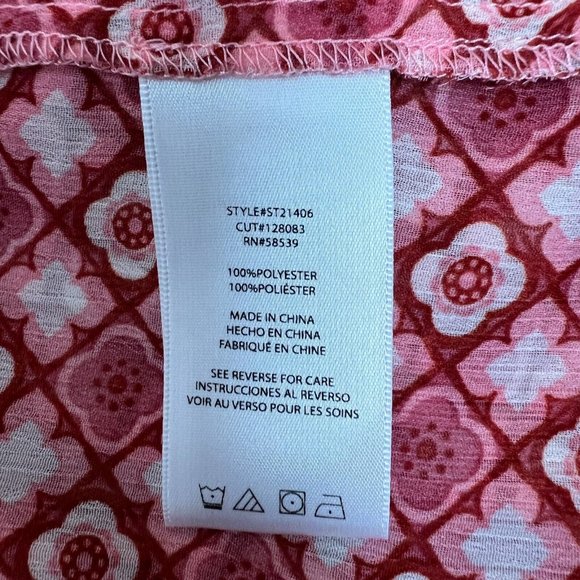 STYLE#ST21406
CUT#128083
RN#58539
100%POLYESTER
100%POLIÉSTER
MADE IN CHINA
HECHO EN CHINA
FABRIQUÉ EN CHINE
SEE REVERSE FOR CARE
INSTRUCCIONES AL REVERSO
VOIR AU VERSO POUR LES SOINS